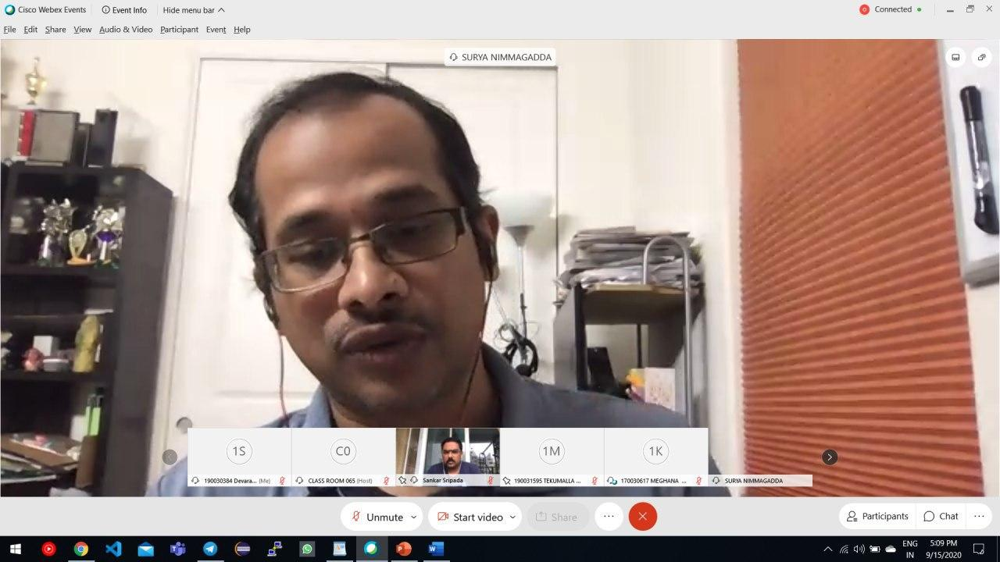 Cisco Webex Events
Event Info
Hide menu bar
Connected
File Edit Share View Audio & Video Participant Event Help
SURYA NIMMAGADDA
1S
C0
1M
1K
190030384 Devara... (Me)
CLASS ROOM 065 (Host)
Sankar Sripada
190031595 TEKUMALLA ...
170030617 MEGHANA ...
SURYA NIMMAGADDA
Unmute
Start video
Share
Participants
Chat
ENG
IN
5:09 PM
9/15/2020